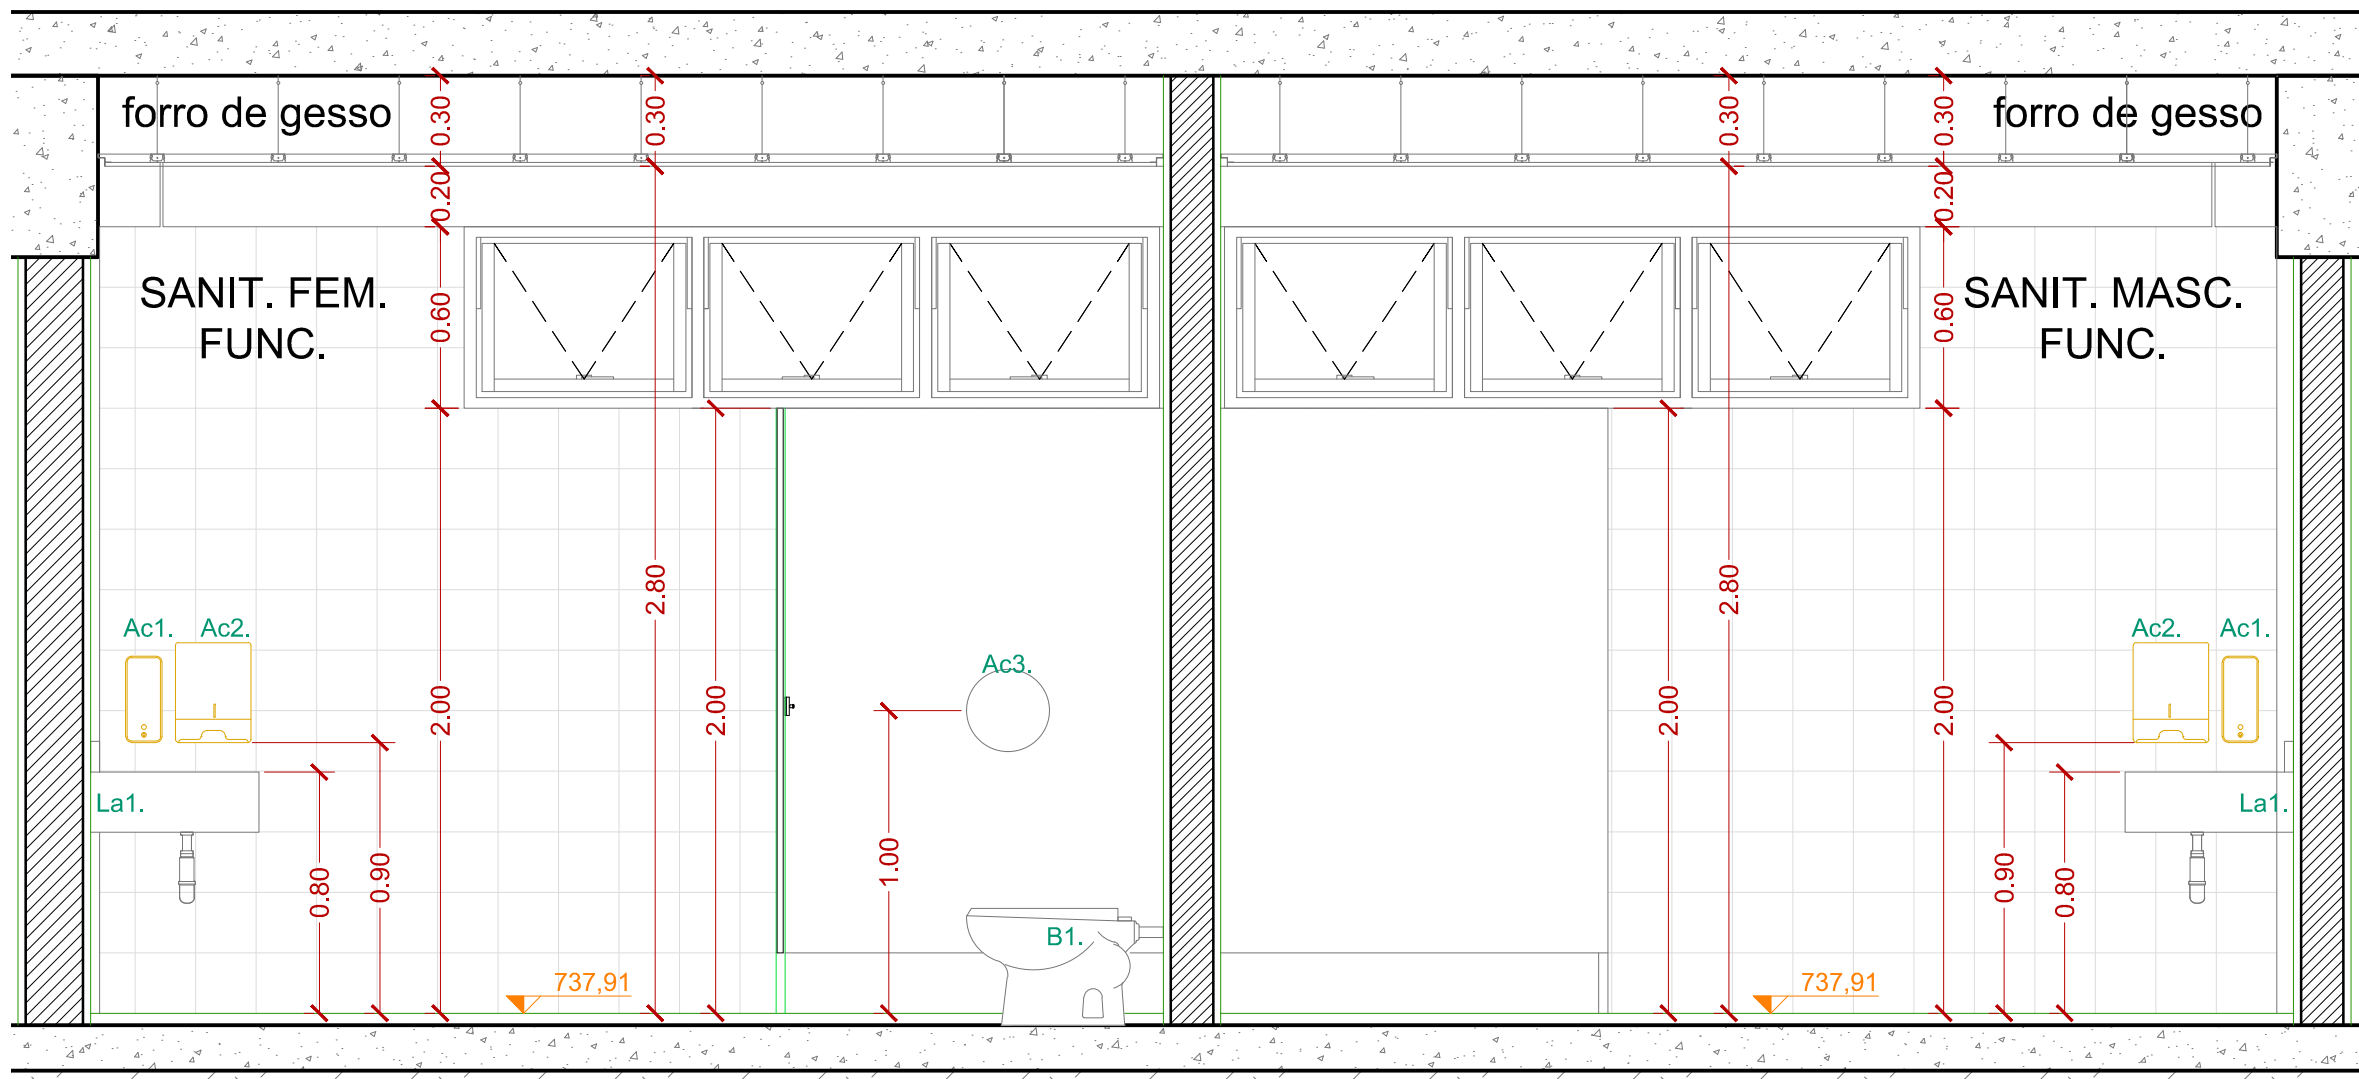 forro de gesso
0.30
0.30
0.30
0.30
forro de gesso
0.20
0.20
SANIT. FEM.
FUNC.
0.60
0.60
SANIT. MASC.
FUNC.
2.80
2.80
Ac1.
Ac2.
Ac3.
Ac2.
Ac1.
2.00
2.00
2.00
2.00
La1.
La1.
0.80
0.90
1.00
0.90
0.80
B1.
737,91
737,91